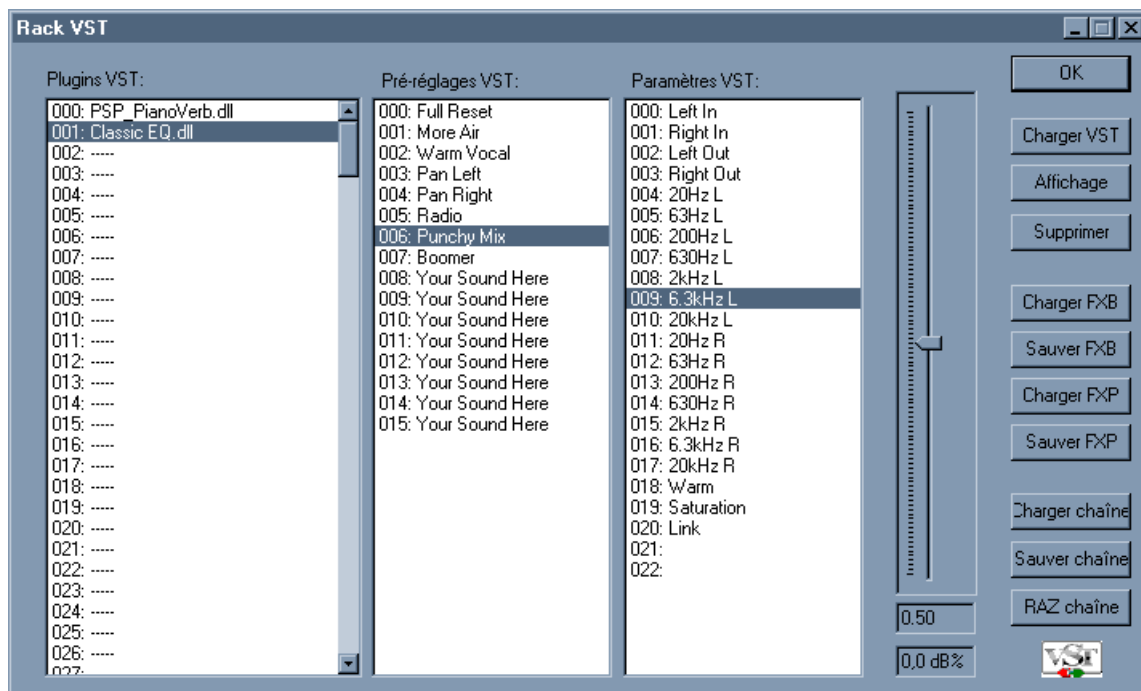 Rack VST
Plugins VST:
000: PSP_PianoVerb.dll
001: Classic EQ.dll
002: -----
003: -----
004: -----
005: -----
006: -----
007: -----
008: -----
009: -----
010: -----
011: -----
012: -----
013: -----
014: -----
015: -----
016: -----
017: -----
018: -----
019: -----
020: -----
021: -----
022: -----
023: -----
024: -----
025: -----
026: -----
027:
Pré-réglages VST:
000: Full Reset
001: More Air
002: Warm Vocal
003: Pan Left
004: Pan Right
005: Radio
006: Punchy Mix
007: Boomer
008: Your Sound Here
009: Your Sound Here
010: Your Sound Here
011: Your Sound Here
012: Your Sound Here
013: Your Sound Here
014: Your Sound Here
015: Your Sound Here
Paramètres VST:
000: Left In
001: Right In
002: Left Out
003: Right Out
004: 20Hz L
005: 63Hz L
006: 200Hz L
007: 630Hz L
008: 2kHz L
009: 6.3kHz L
010: 20kHz L
011: 20Hz R
012: 63Hz R
013: 200Hz R
014: 630Hz R
015: 2kHz R
016: 6.3kHz R
017: 20kHz R
018: Warm
019: Saturation
020: Link
021:
022:
0.50
0,0 dB%
OK
Charger VST
Affichage
Supprimer
Charger FXB
Sauver FXB
Charger FXP
Sauver FXP
Charger chaîne
Sauver chaîne
RAZ chaîne
VST